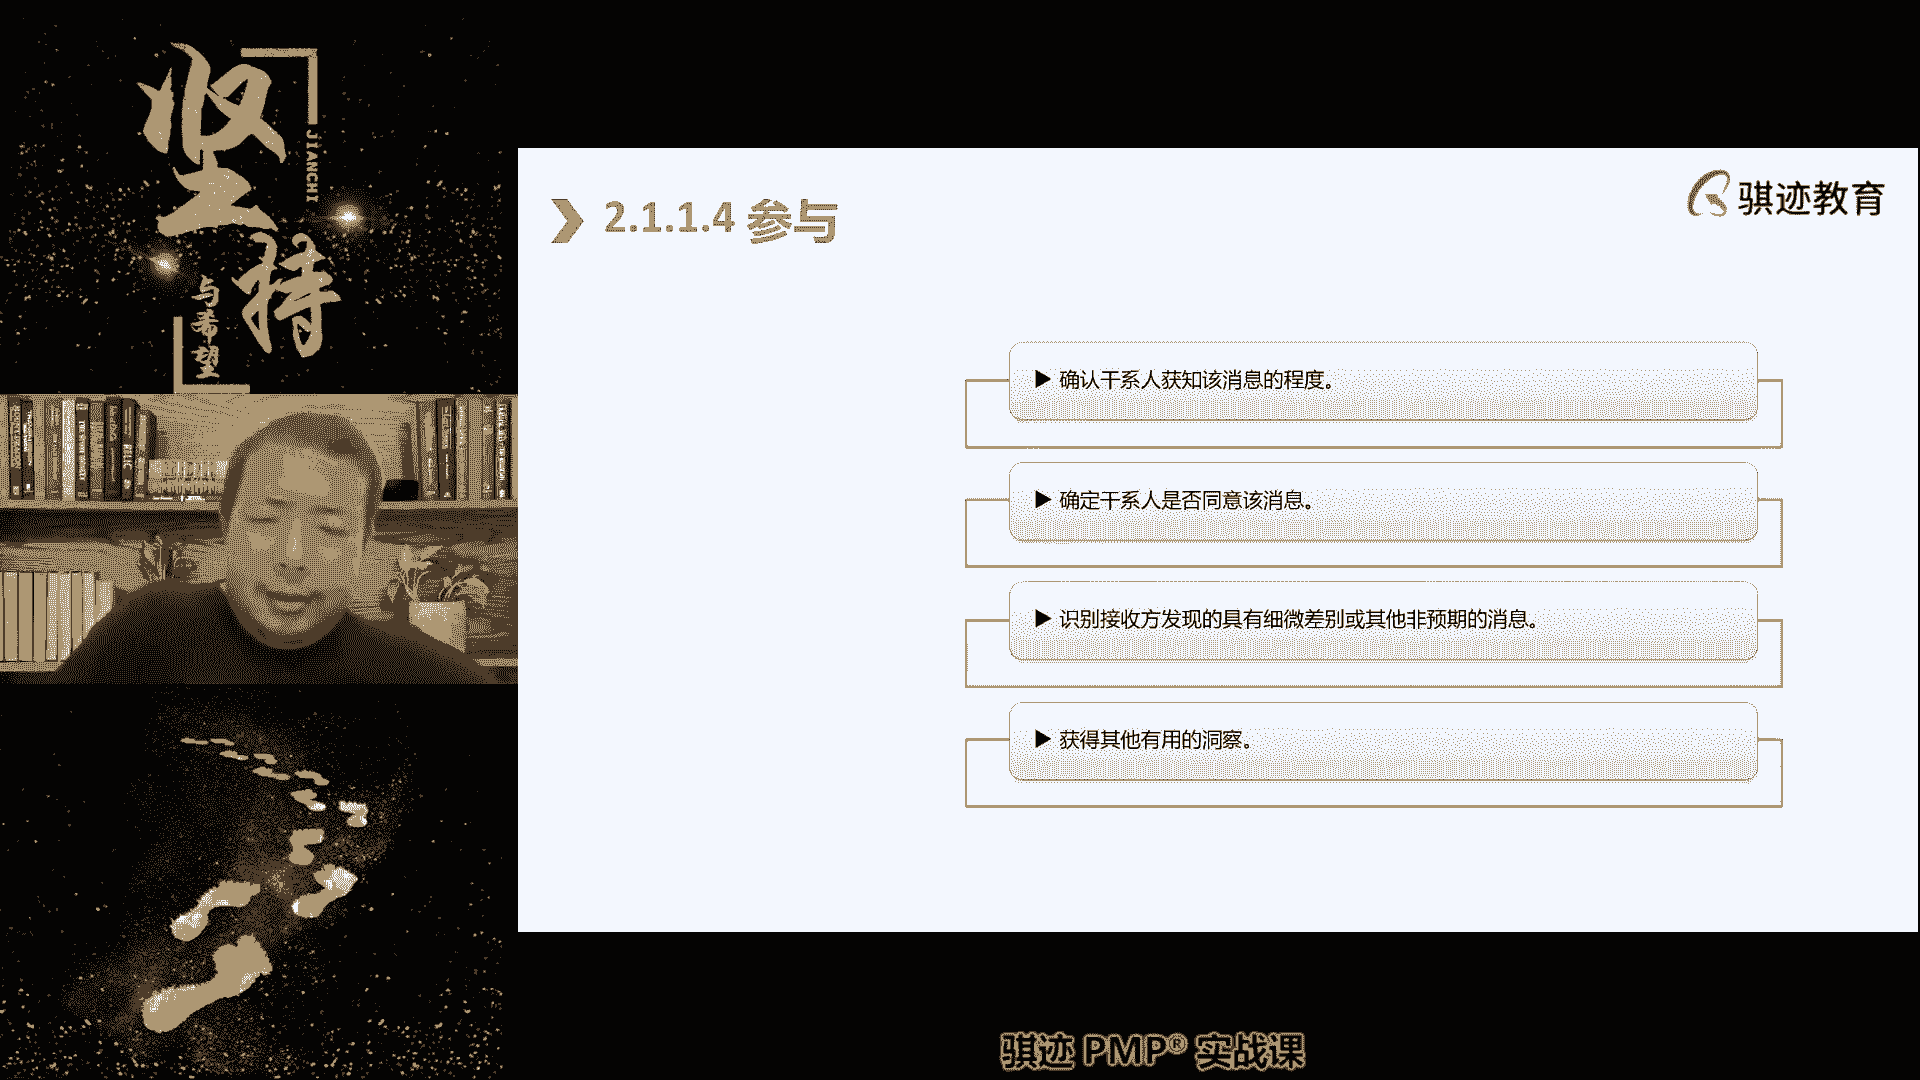 坚持
JIANCHI
与希望
骐迹教育
2.1.1.4 参与
▶ 确认干系人获知该消息的程度。
▶ 确定干系人是否同意该消息。
▶ 识别接收方发现的具有细微差别或其他非预期的消息。
▶ 获得其他有用的洞察。
骐迹 PMP® 实战课